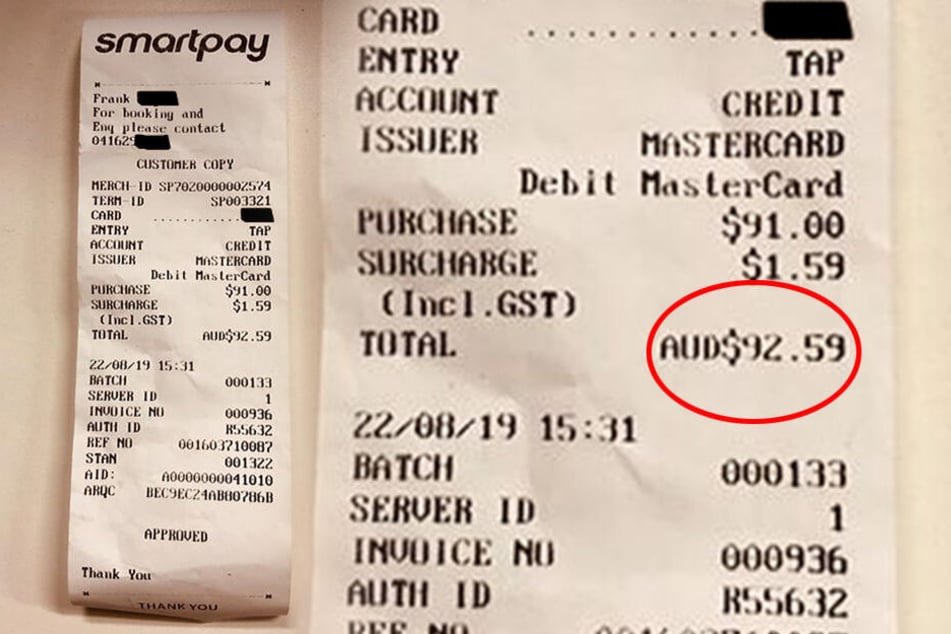 smartpay
Frank
For booking and
Enq please contact
041629
CUSTOMER COPY
MERCH-ID SP7020000002574
TERM-ID SP003321
CARD ............
ENTRY TAP
ACCOUNT CREDIT
ISSUER MASTERCARD
Debit MasterCard
PURCHASE $91.00
SURCHARGE $1.59
(Incl.GST)
TOTAL AUD$92.59
22/08/19 15:31
BATCH 000133
SERVER ID 1
INVOICE NO 000936
AUTH ID R55632
REF NO 001603710087
STAN 001322
AID: A0000000041010
ARQC BEC9EC24AB80786B
APPROVED
Thank You
THANK YOU
CARD ............
ENTRY TAP
ACCOUNT CREDIT
ISSUER MASTERCARD
Debit MasterCard
PURCHASE $91.00
SURCHARGE $1.59
(Incl.GST)
TOTAL AUD$92.59
22/08/19 15:31
BATCH 000133
SERVER ID 1
INVOICE NO 000936
AUTH ID R55632
REF NO